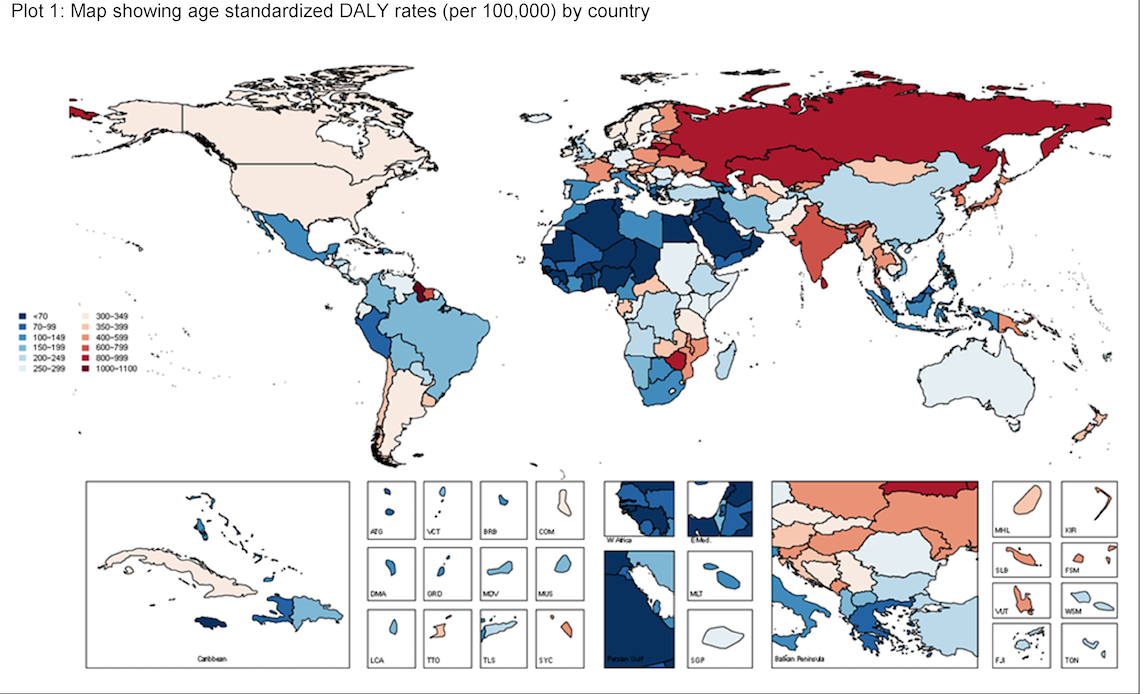 Plot 1: Map showing age standardized DALY rates (per 100,000) by country
<70
70–99
100–149
150–199
200–249
250–299
300–349
350–399
400–599
600–799
800–999
1000–1100
Caribbean
ATG
VCT
BRB
COM
DMA
GRD
MDV
MUS
LCA
TTO
TLS
SYC
W Africa
E Med.
Persian Gulf
MLT
SGP
Balkan Peninsula
MHL
KIR
SLB
FSM
VUT
WSM
FJI
TON